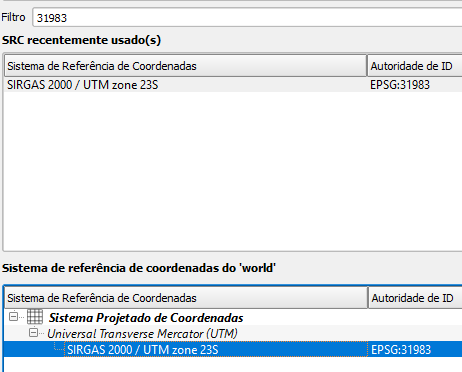 Filtro 31983
SRC recentemente usado(s)
Sistema de Referência de Coordenadas Autoridade de ID
SIRGAS 2000 / UTM zone 23S EPSG:31983
Sistema de referência de coordenadas do 'world'
Sistema de Referência de Coordenadas Autoridade de ID
Sistema Projetado de Coordenadas
Universal Transverse Mercator (UTM)
SIRGAS 2000 / UTM zone 23S EPSG:31983